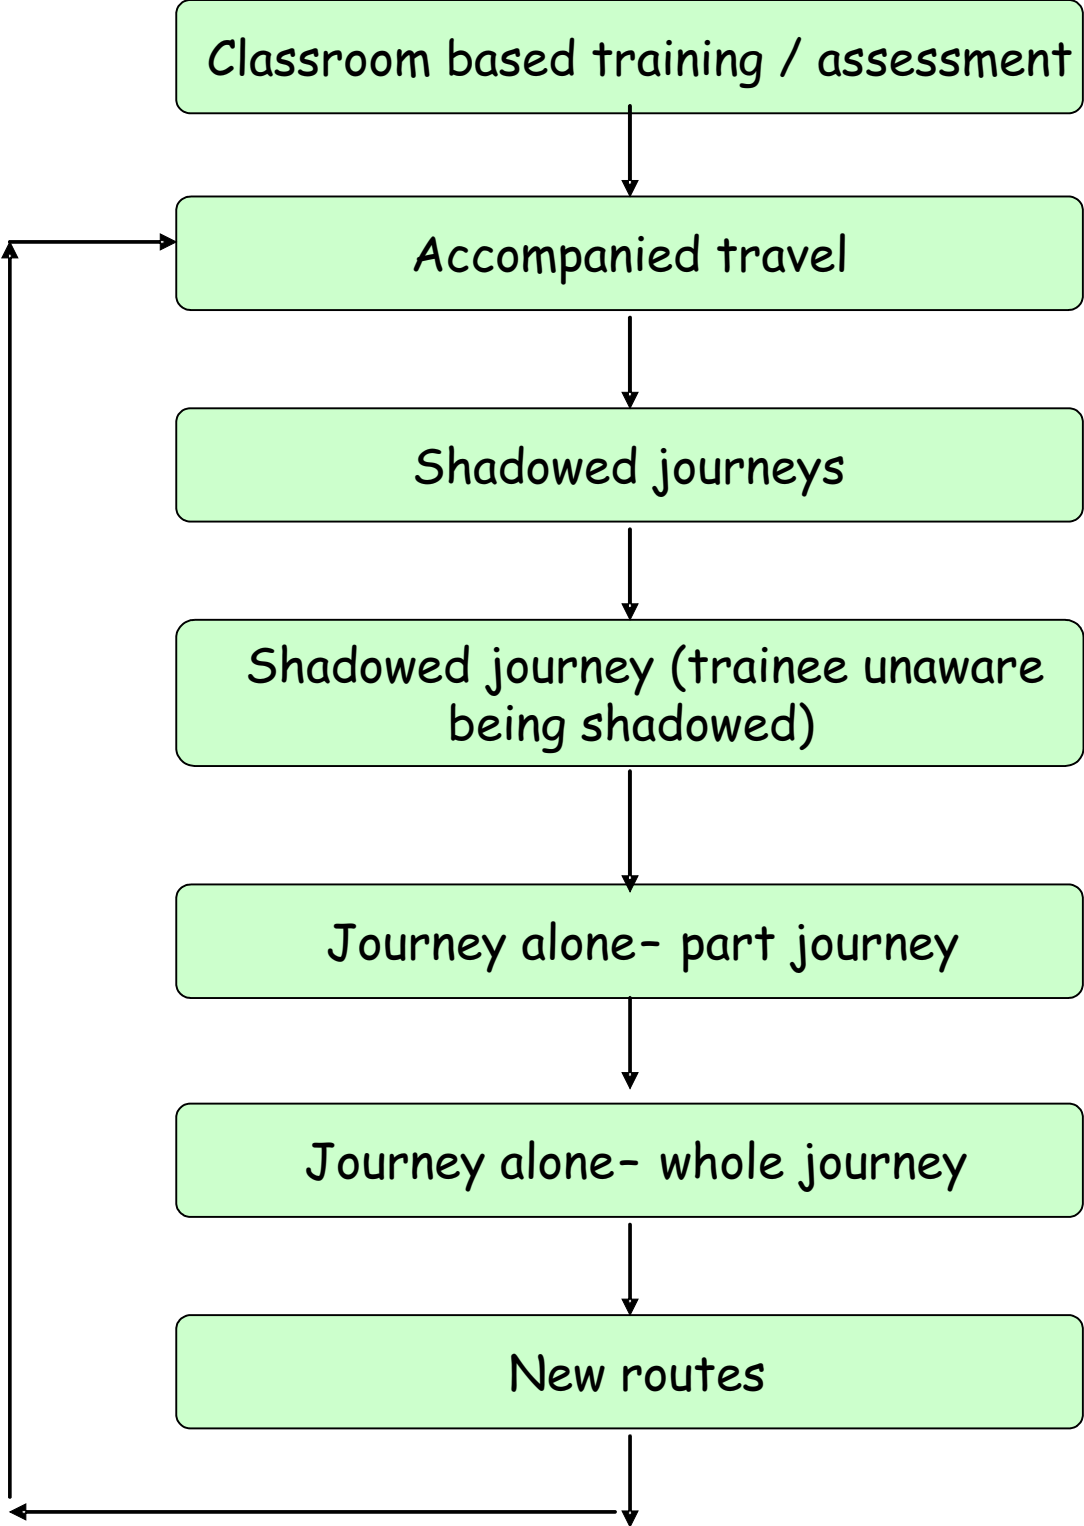 Classroom based training / assessment
Accompanied travel
Shadowed journeys
Shadowed journey (trainee unaware
being shadowed)
Journey alone– part journey
Journey alone– whole journey
New routes